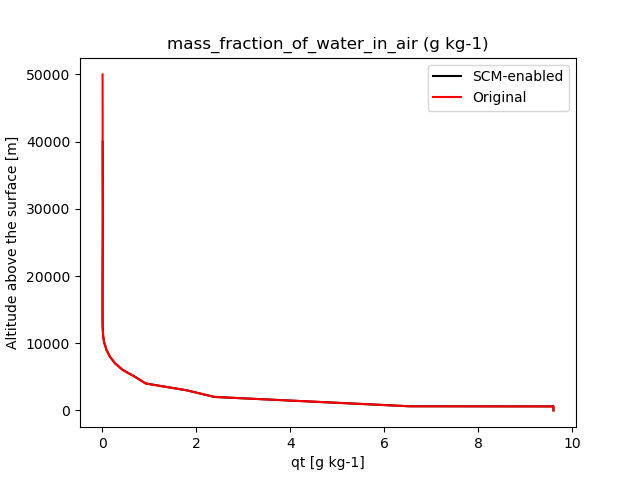 mass_fraction_of_water_in_air (g kg-1)
SCM-enabled
Original
Altitude above the surface [m]
50000
40000
30000
20000
10000
0
0 2 4 6 8 10
qt [g kg-1]